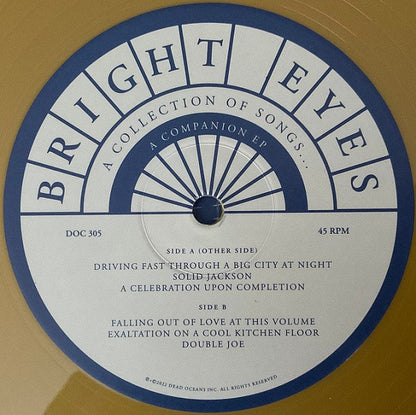 BRIGHT EYES
A COLLECTION OF SONGS...
A COMPANION EP
DOC 305
45 RPM
SIDE A (OTHER SIDE)
DRIVING FAST THROUGH A BIG CITY AT NIGHT
SOLID JACKSON
A CELEBRATION UPON COMPLETION
SIDE B
FALLING OUT OF LOVE AT THIS VOLUME
EXALTATION ON A COOL KITCHEN FLOOR
DOUBLE JOE
℗+©2022 DEAD OCEANS INC. ALL RIGHTS RESERVED